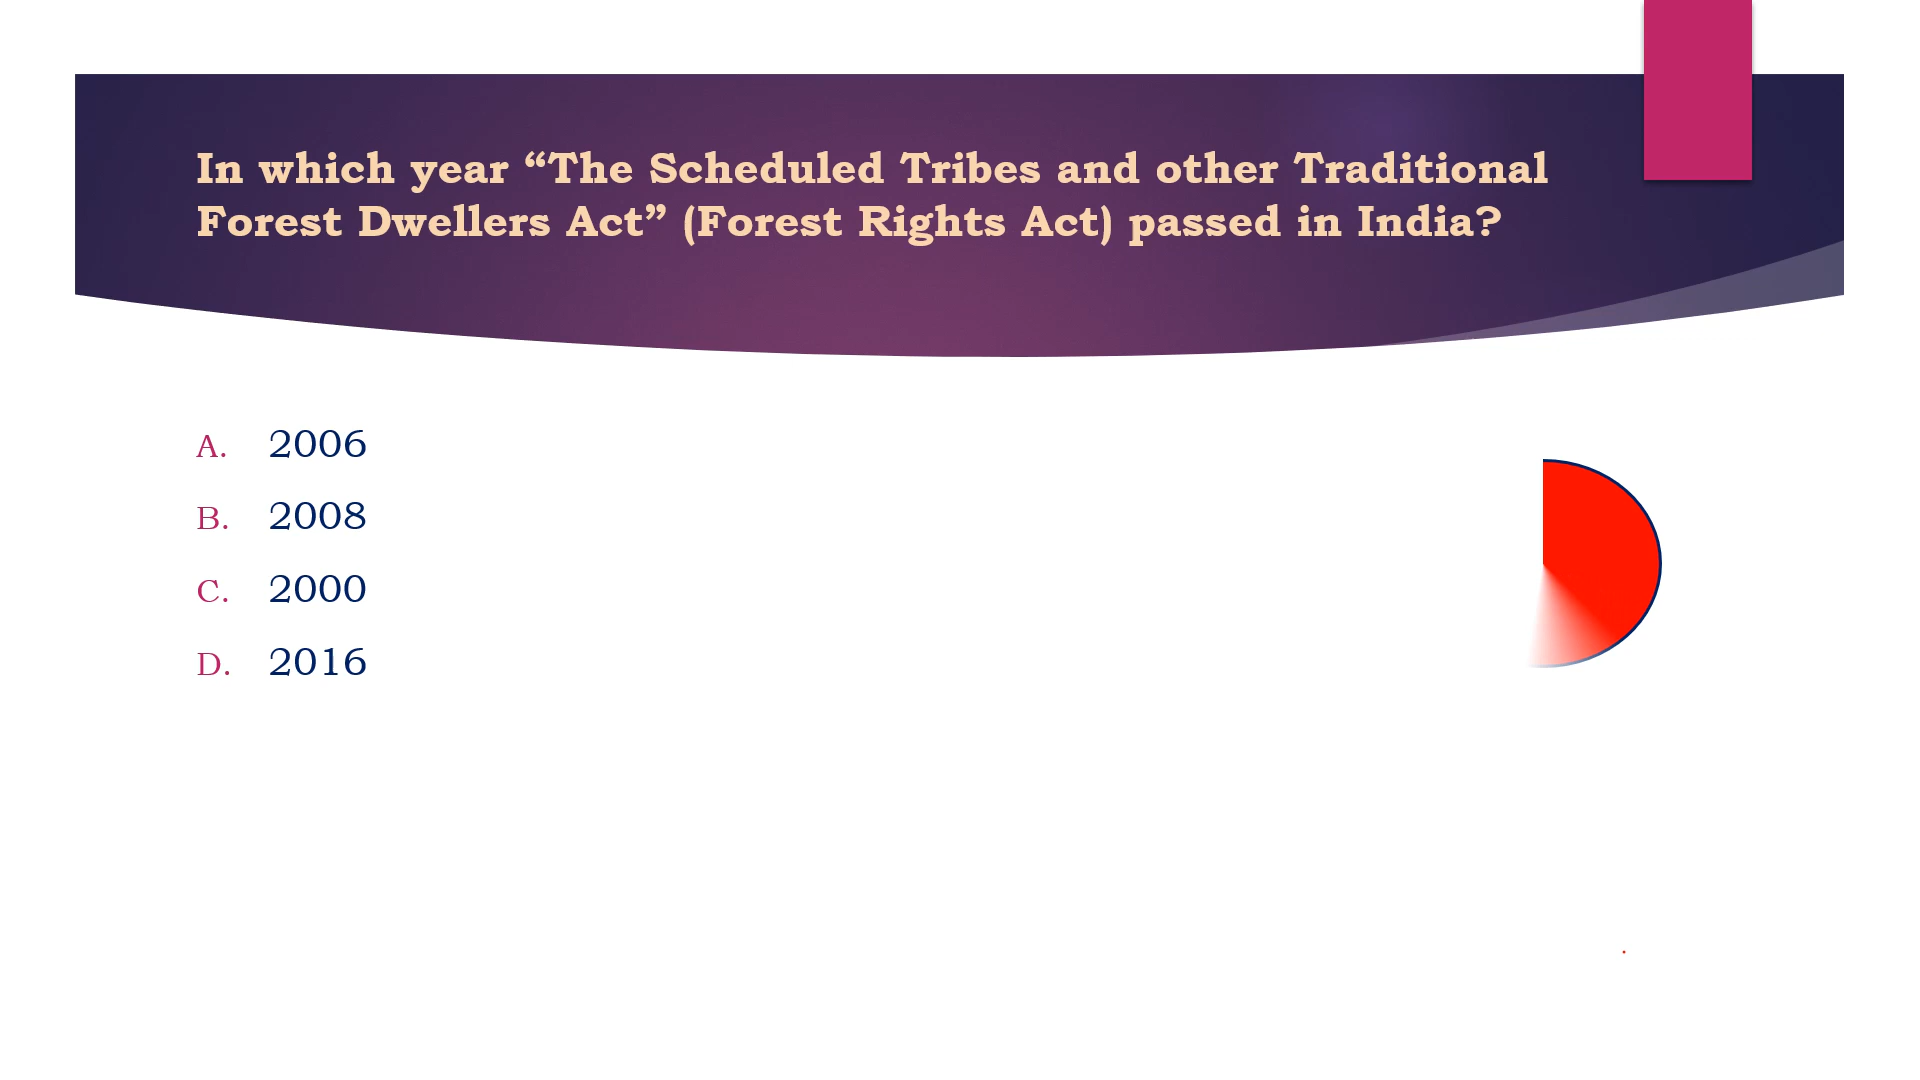 In which year “The Scheduled Tribes and other Traditional
Forest Dwellers Act” (Forest Rights Act) passed in India?
A. 2006
B. 2008
C. 2000
D. 2016